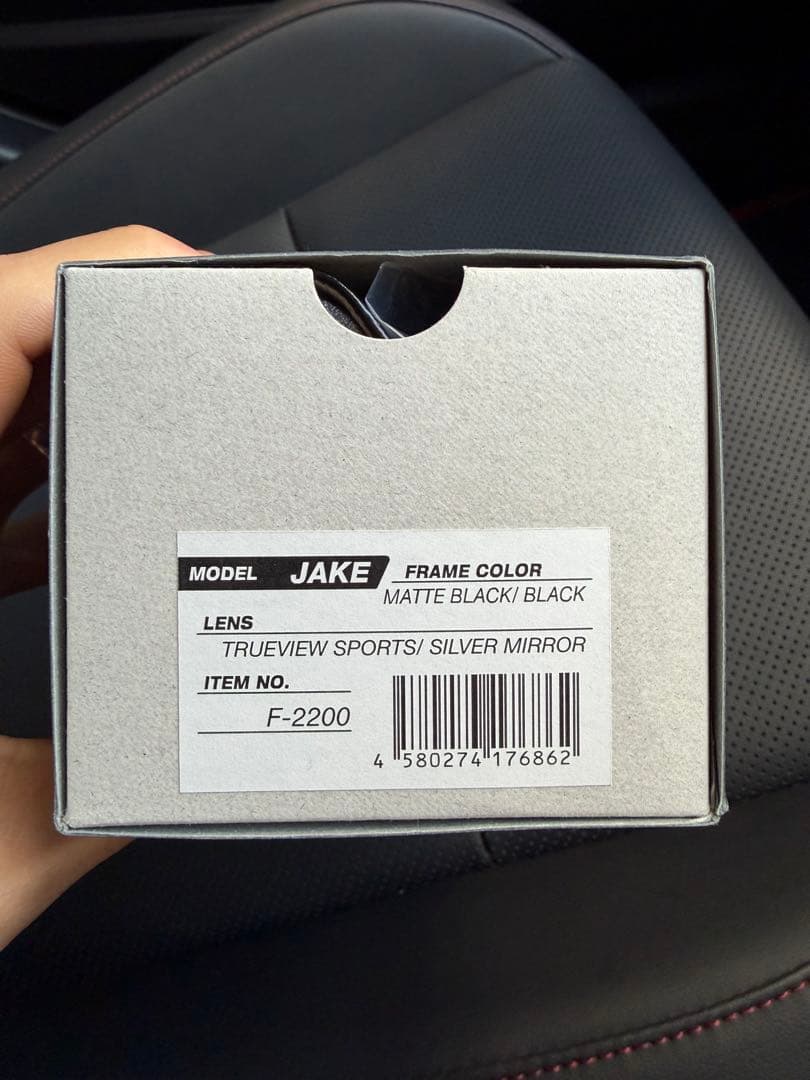 MODEL JAKE FRAME COLOR
MATTE BLACK/ BLACK
LENS
TRUEVIEW SPORTS/ SILVER MIRROR
ITEM NO.
F-2200
4 580274 176862